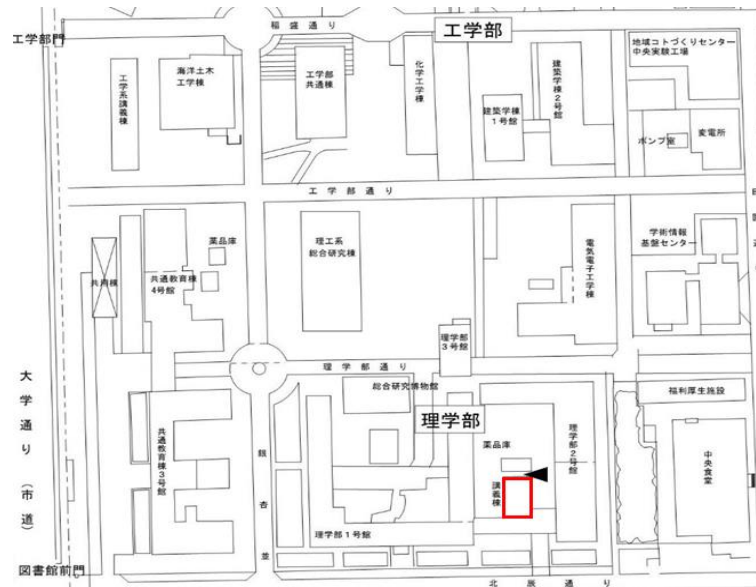 稲盛通り
工学部
工学部門
工学系講義棟
海洋土木
工学棟
工学部
共通棟
化学工学棟
建築学棟
1号館
建築学棟2号館
地域コトづくりセンター
中央実験工場
ポンプ室
変電所
工学部通り
共用棟
共通教育棟
4号館
薬品庫
理工系
総合研究棟
電気電子工学棟
学術情報
基盤センター
理学部
3号館
理学部通り
総合研究博物館
福利厚生施設
大学通り(市道)
共通教育棟3号館
銀杏並
理学部
薬品庫
講義棟
理学部2号館
中央食堂
理学部1号館
図書館前門
北辰通り